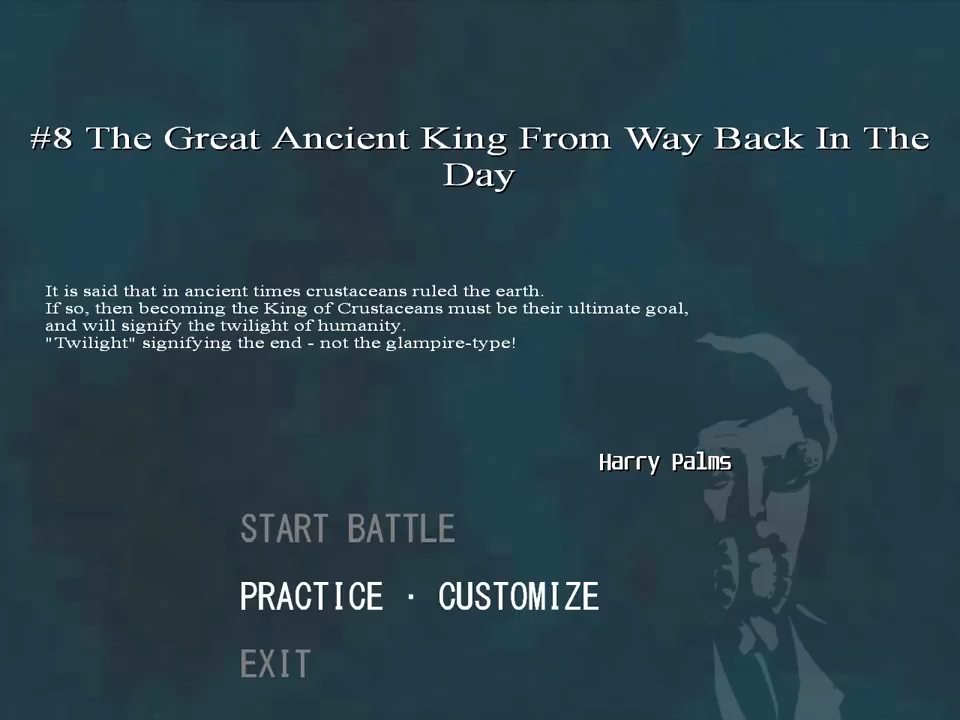 #8 The Great Ancient King From Way Back In The
Day
It is said that in ancient times crustaceans ruled the earth.
If so, then becoming the King of Crustaceans must be their ultimate goal,
and will signify the twilight of humanity.
"Twilight" signifying the end - not the glampire-type!
Harry Palms
START BATTLE
PRACTICE · CUSTOMIZE
EXIT